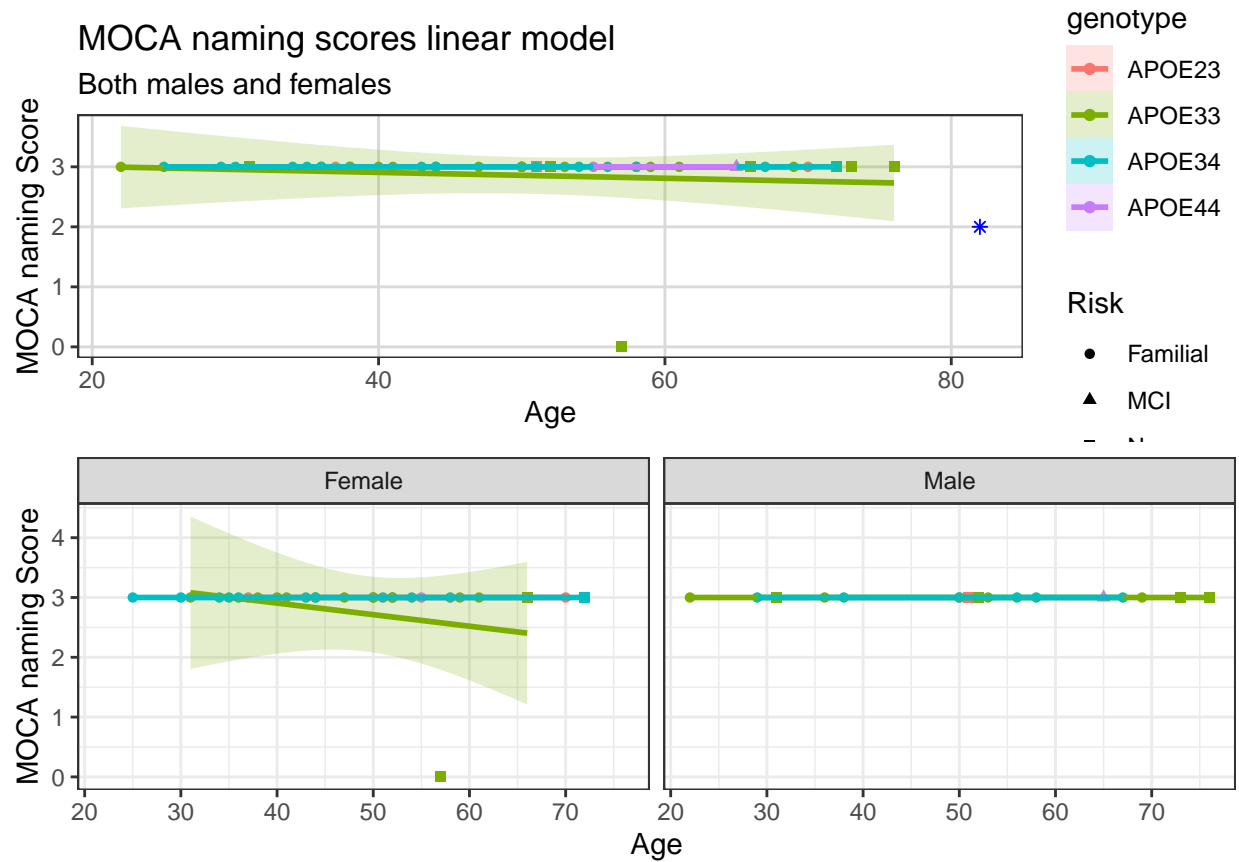 MOCA naming scores linear model
Both males and females
MOCA naming Score
3
2
1
0
20 40 60 80
Age
genotype
APOE23
APOE33
APOE34
APOE44
Risk
Familial
MCI
Female Male
MOCA naming Score
4
3
2
1
0
20 30 40 50 60 70 20 30 40 50 60 70
Age